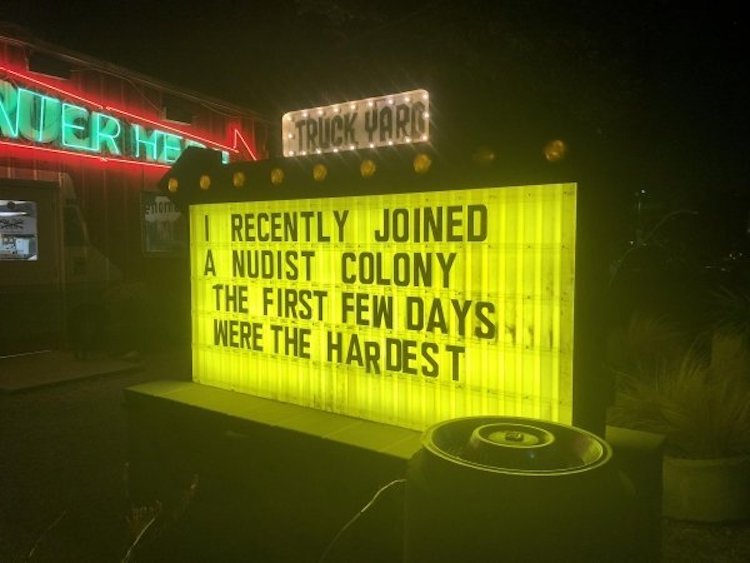 TRUCK YARD
I RECENTLY JOINED
A NUDIST COLONY
THE FIRST FEW DAYS
WERE THE HARDEST